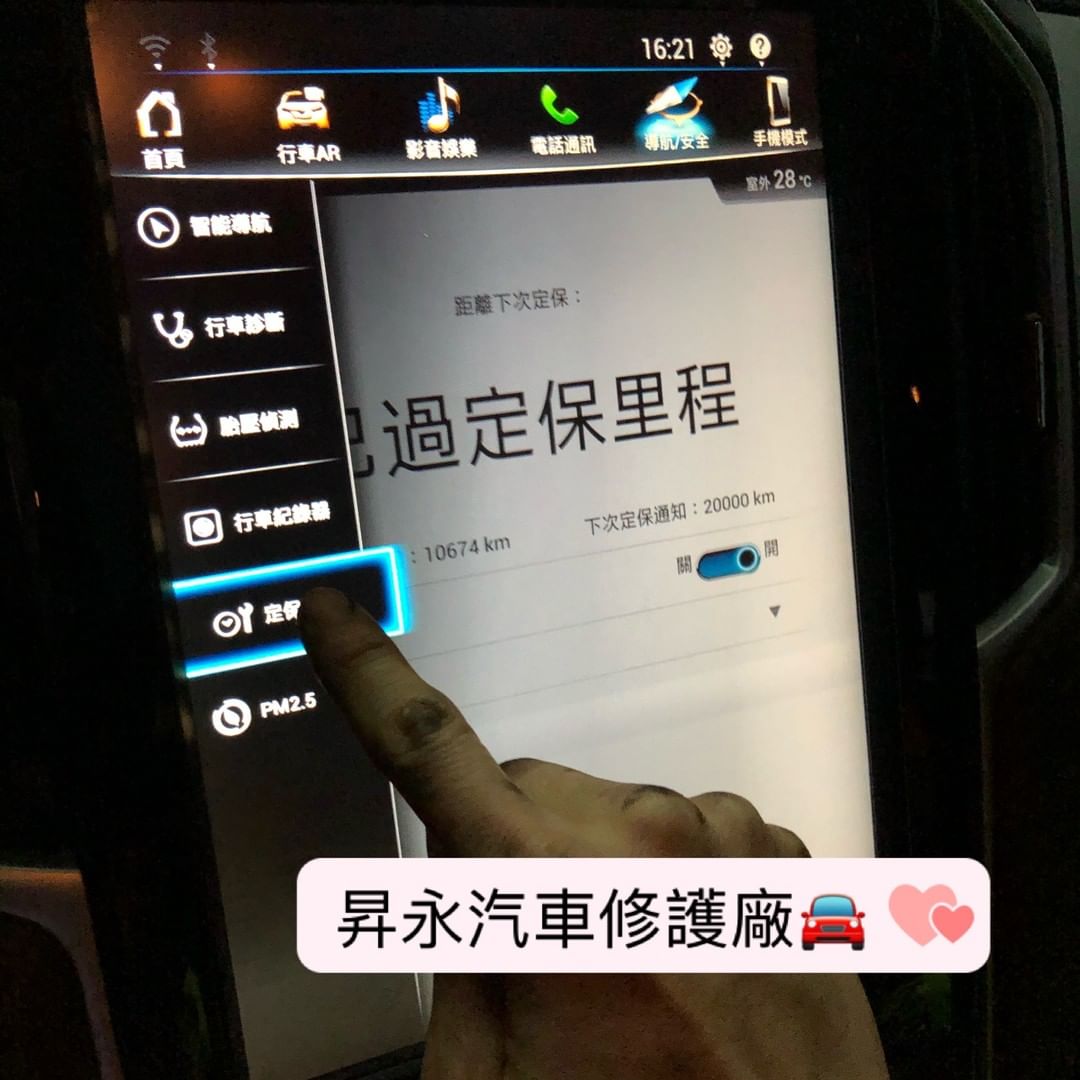 16:21
首頁
行車AR
影音娛樂
電話通訊
導航/安全
手機模式
室外 28 °C
智能導航
行車診斷
胎壓偵測
行車紀錄器
定保
PM2.5
距離下次定保：
已過定保里程
下次定保通知：20000 km
: 10674 km
關 開
昇永汽車修護廠🚗💕